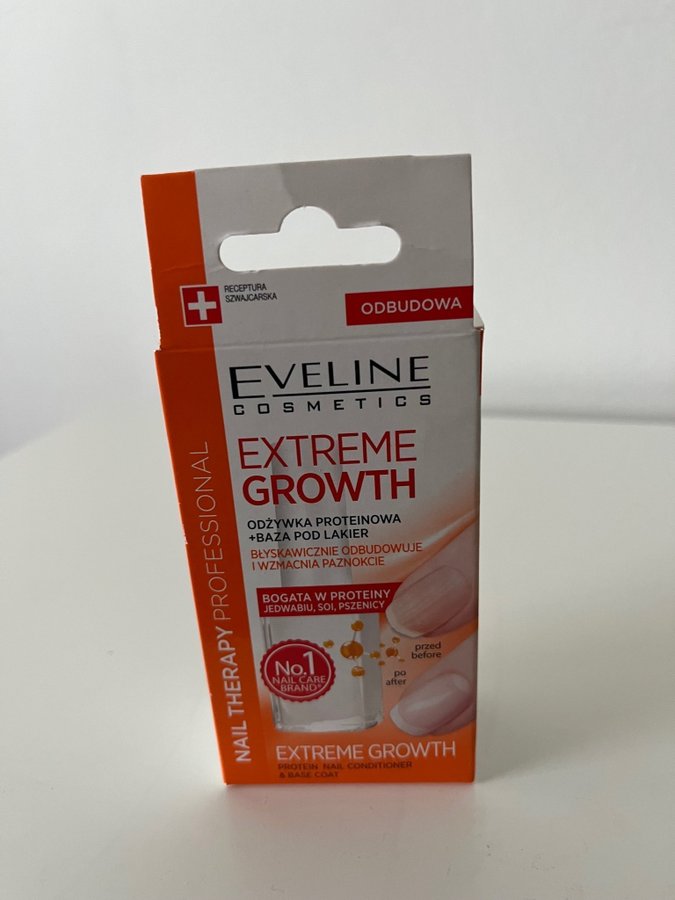 RECEPTURA
SZWAJCARSKA
ODBUDOWA
EVELINE
COSMETICS
EXTREME
GROWTH
ODŻYWKA PROTEINOWA
+BAZA POD LAKIER
BŁYSKAWICZNIE ODBUDOWUJE
I WZMACNIA PAZNOKCIE
BOGATA W PROTEINY
JEDWABIU, SOI, PSZENICY
No.1
NAIL CARE
BRAND*
przed
before
po
after
EXTREME GROWTH
PROTEIN NAIL CONDITIONER
& BASE COAT
NAIL THERAPY PROFESSIONAL